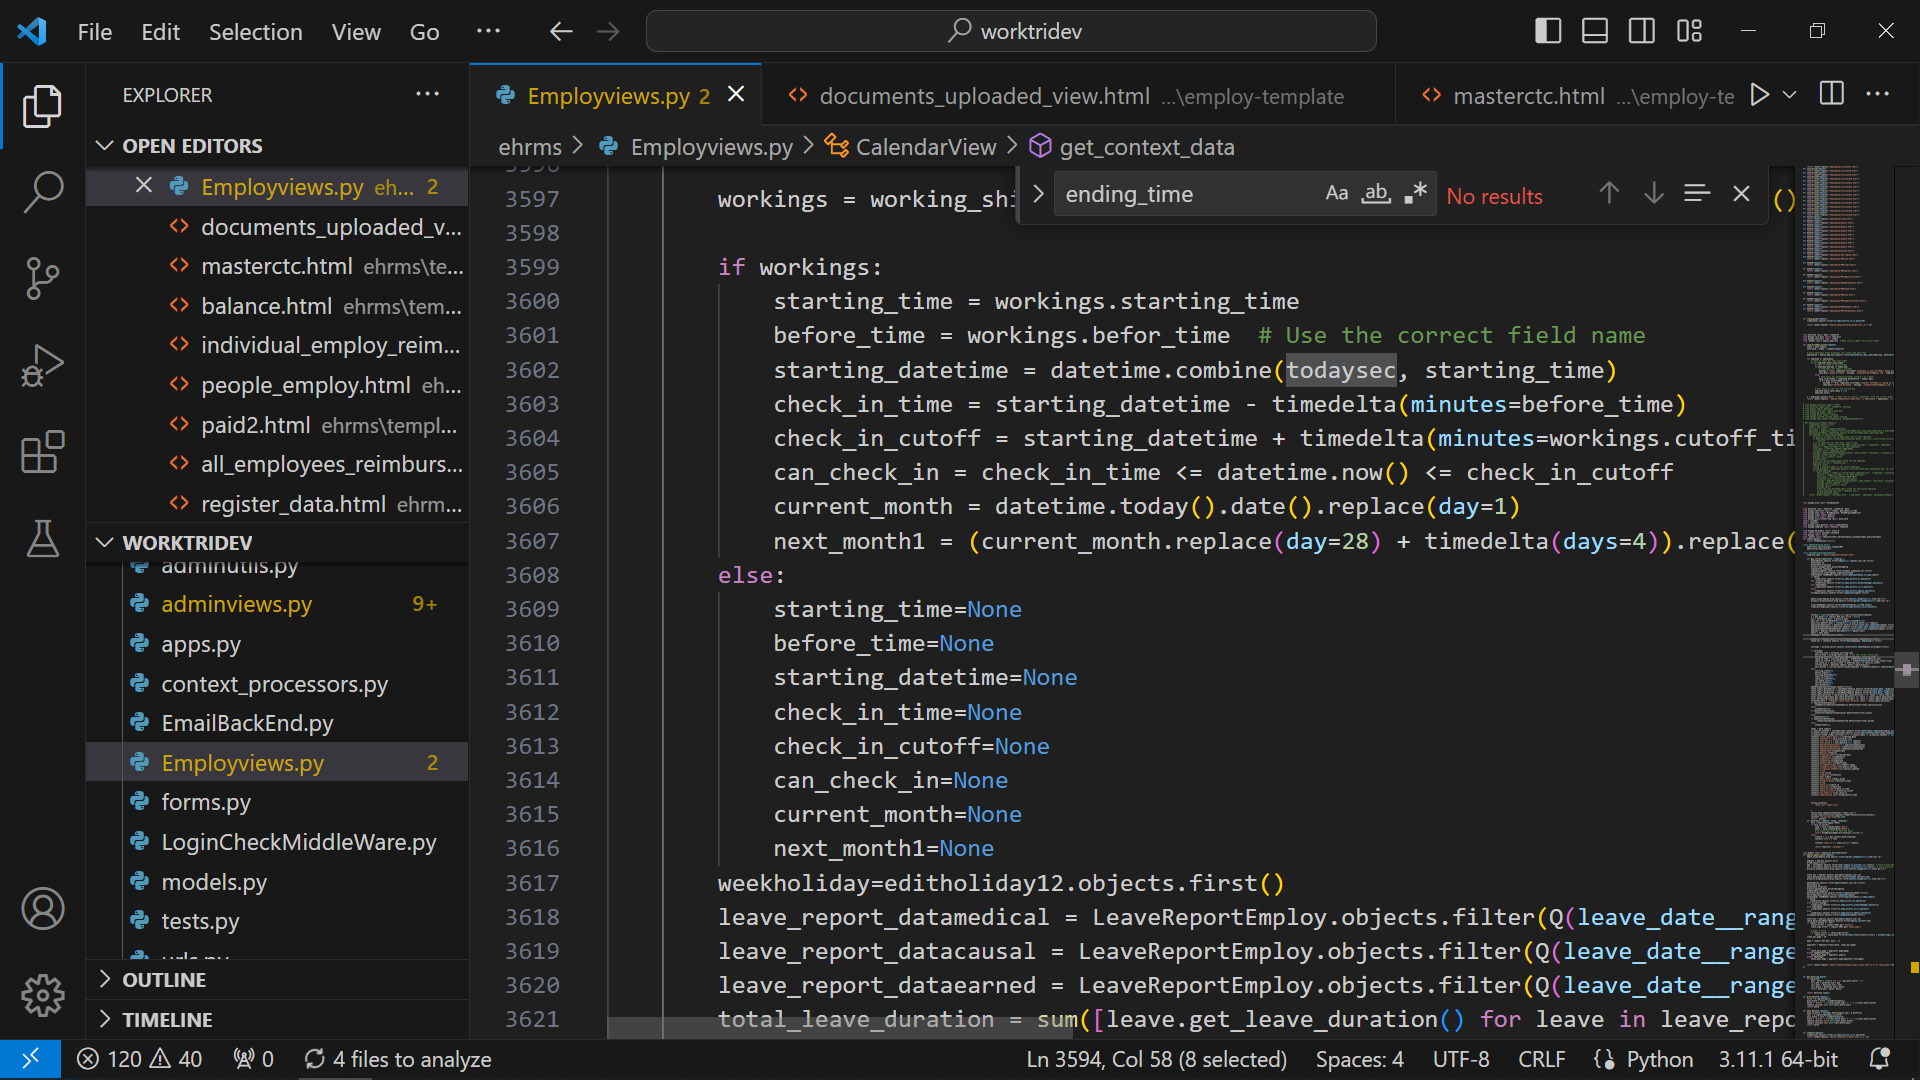 File Edit Selection View Go ··· worktridev
EXPLORER ···
OPEN EDITORS
Employviews.py eh... 2
documents_uploaded_v...
masterctc.html ehrms\te...
balance.html ehrms\tem...
individual_employ_reim...
people_employ.html eh...
paid2.html ehrms\templ...
all_employees_reimburs...
register_data.html ehrm...
WORKTRIDEV
adminutils.py
adminviews.py 9+
apps.py
context_processors.py
EmailBackEnd.py
Employviews.py 2
forms.py
LoginCheckMiddleWare.py
models.py
tests.py
urls.py
OUTLINE
TIMELINE
Employviews.py 2 documents_uploaded_view.html ...\employ-template masterctc.html ...\employ-te
ehrms > Employviews.py > CalendarView > get_context_data
ending_time Aa ab .* No results
3596
3597 workings = working_shi ()
3598
3599 if workings:
3600 starting_time = workings.starting_time
3601 before_time = workings.befor_time # Use the correct field name
3602 starting_datetime = datetime.combine(todaysec, starting_time)
3603 check_in_time = starting_datetime - timedelta(minutes=before_time)
3604 check_in_cutoff = starting_datetime + timedelta(minutes=workings.cutoff_ti
3605 can_check_in = check_in_time <= datetime.now() <= check_in_cutoff
3606 current_month = datetime.today().date().replace(day=1)
3607 next_month1 = (current_month.replace(day=28) + timedelta(days=4)).replace(
3608 else:
3609 starting_time=None
3610 before_time=None
3611 starting_datetime=None
3612 check_in_time=None
3613 check_in_cutoff=None
3614 can_check_in=None
3615 current_month=None
3616 next_month1=None
3617 weekholiday=editholiday12.objects.first()
3618 leave_report_datamedical = LeaveReportEmploy.objects.filter(Q(leave_date__range
3619 leave_report_datacausal = LeaveReportEmploy.objects.filter(Q(leave_date__range
3620 leave_report_dataearned = LeaveReportEmploy.objects.filter(Q(leave_date__range
3621 total_leave_duration = sum([leave.get_leave_duration() for leave in leave_repo
120 40 0 4 files to analyze Ln 3594, Col 58 (8 selected) Spaces: 4 UTF-8 CRLF {} Python 3.11.1 64-bit